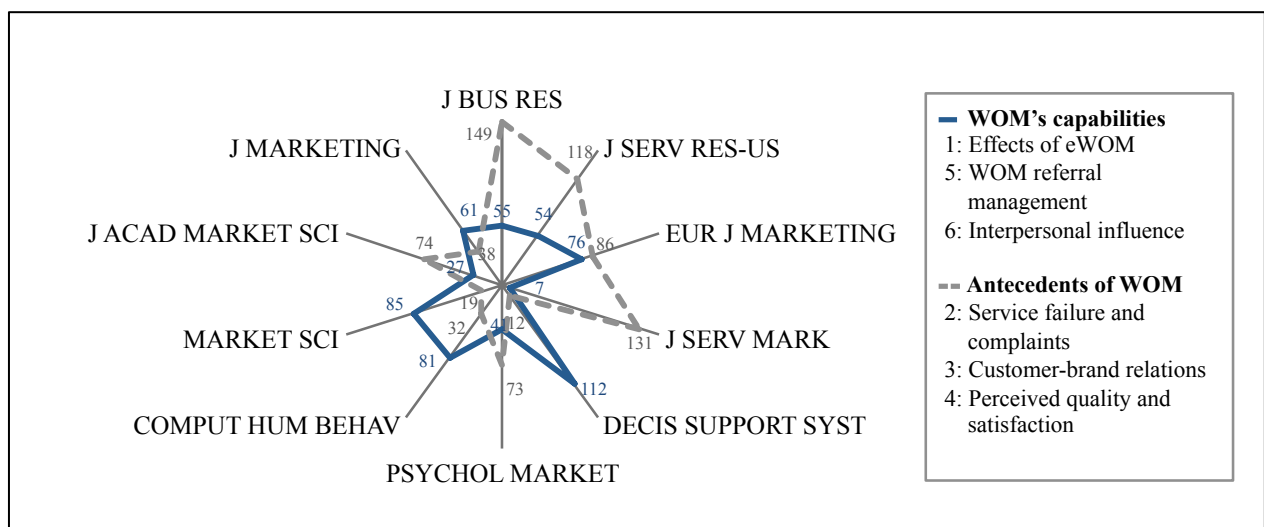 J BUS RES
149
118
J MARKETING
J SERV RES-US
61
55
54
J ACAD MARKET SCI
74
38
76
86
EUR J MARKETING
27
7
85
19
MARKET SCI
12
131
J SERV MARK
32
41
81
73
112
COMPUT HUM BEHAV
DECIS SUPPORT SYST
PSYCHOL MARKET
WOM's capabilities
1: Effects of eWOM
5: WOM referral
management
6: Interpersonal influence
Antecedents of WOM
2: Service failure and
complaints
3: Customer-brand relations
4: Perceived quality and
satisfaction